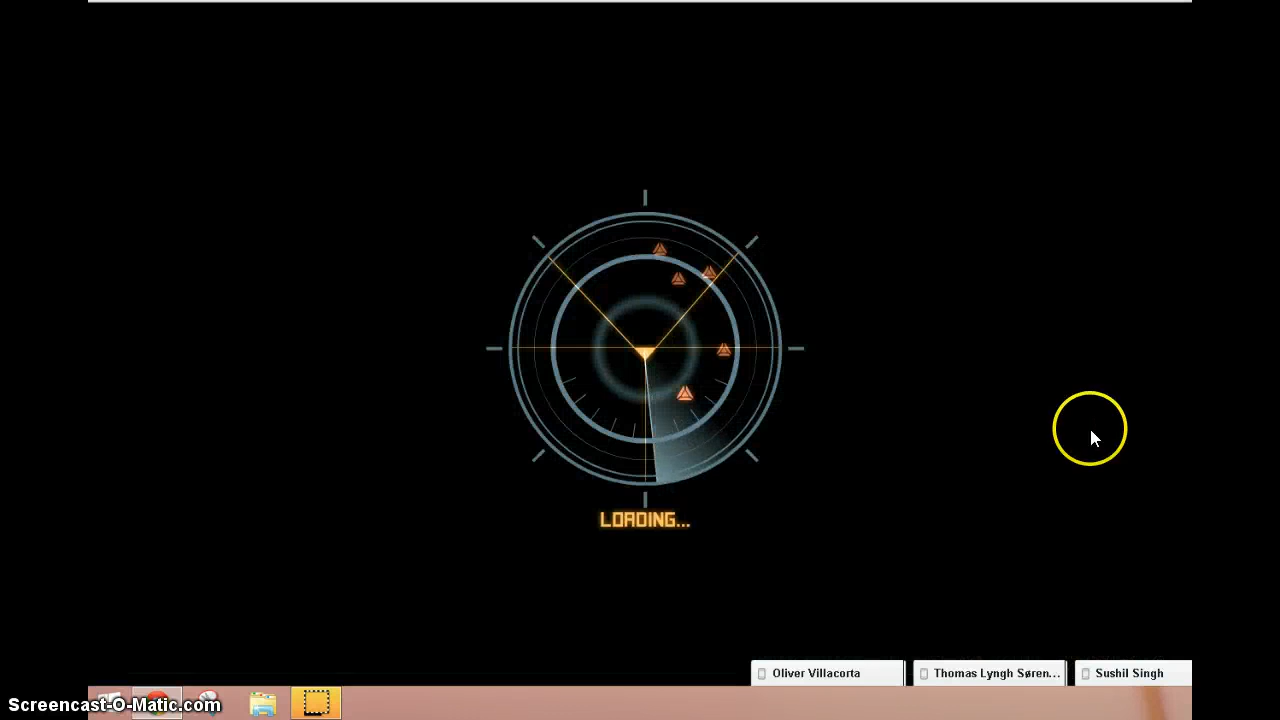 LOADING...
Oliver Villacorta
Thomas Lyngh Søren...
Sushil Singh
Screencast-O-Matic.com